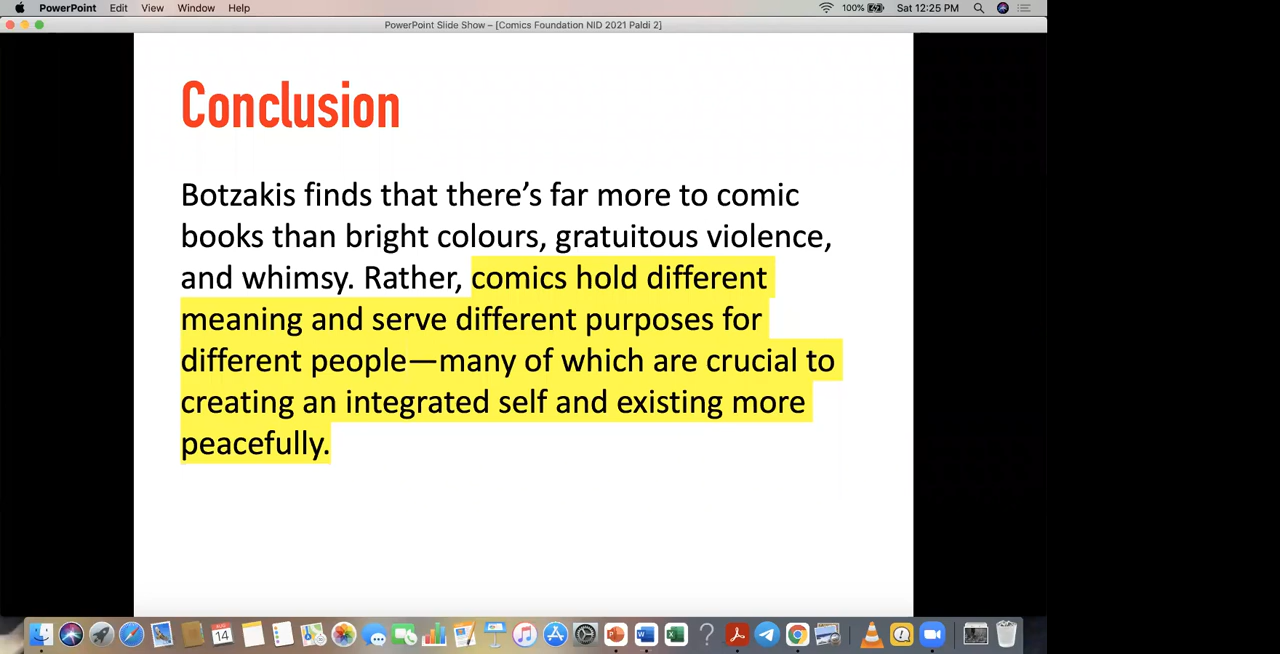 PowerPoint Edit View Window Help 100% Sat 12:25 PM
PowerPoint Slide Show – [Comics Foundation NID 2021 Paldi 2]
Conclusion
Botzakis finds that there’s far more to comic
books than bright colours, gratuitous violence,
and whimsy. Rather, comics hold different
meaning and serve different purposes for
different people—many of which are crucial to
creating an integrated self and existing more
peacefully.
14